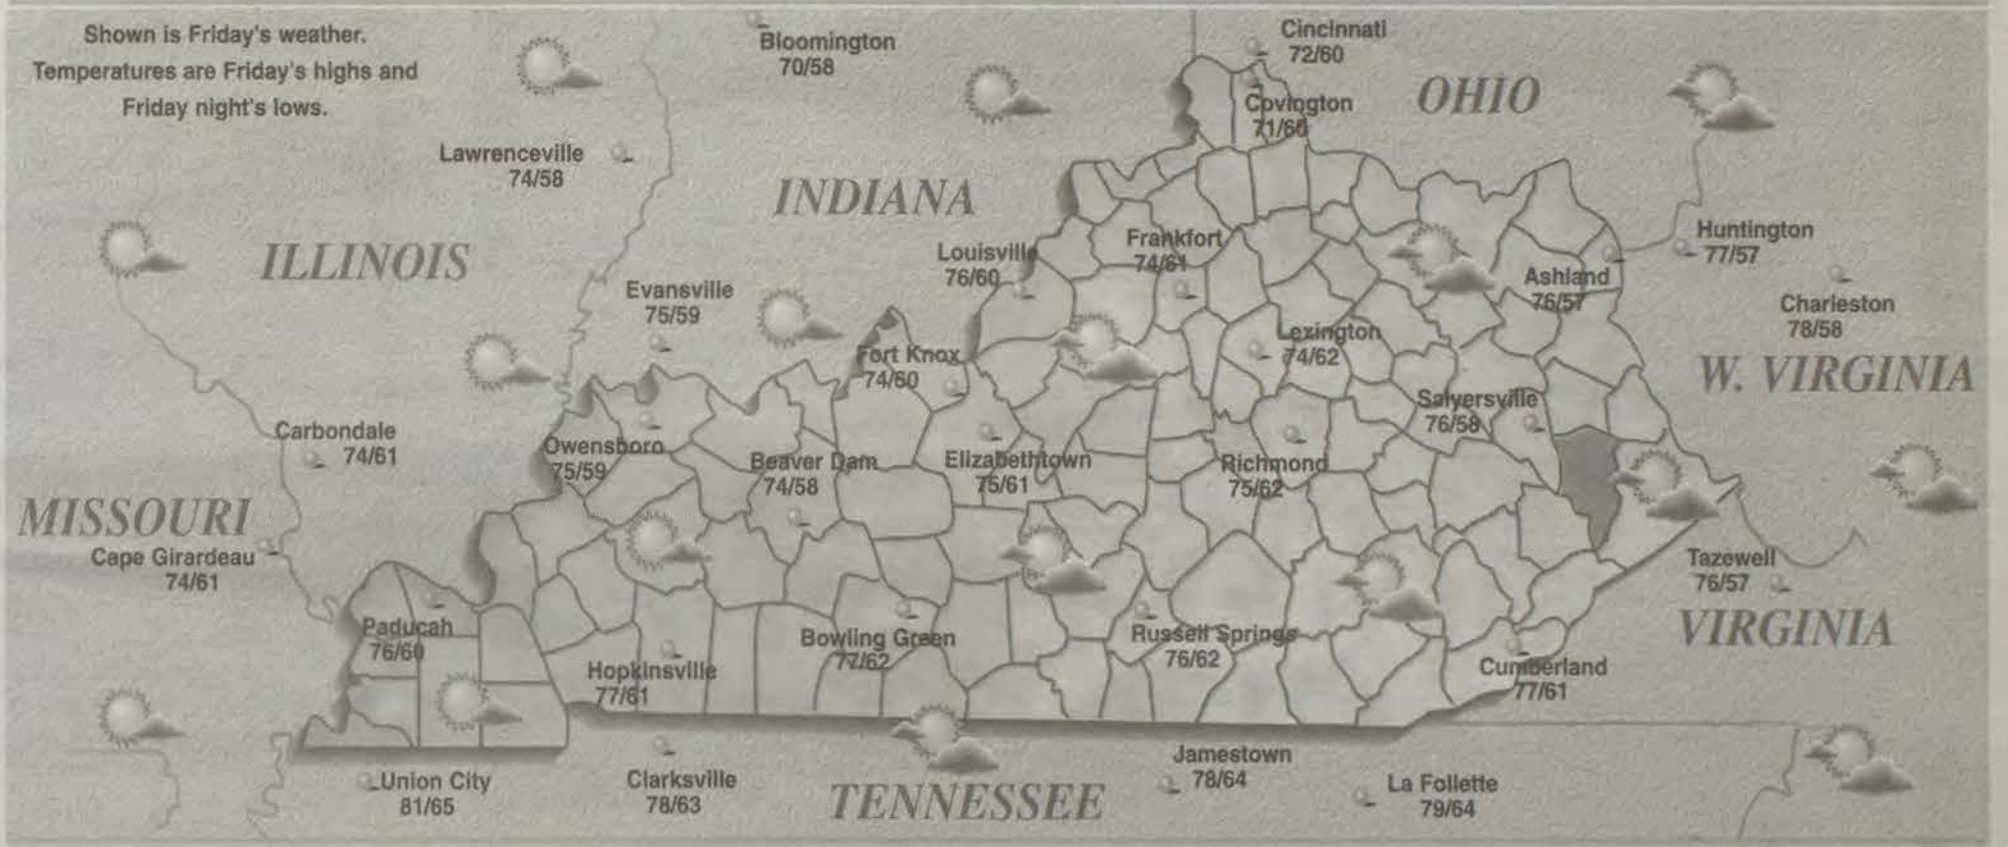 Shown is Friday's weather.
Temperatures are Friday's highs and
Friday night's lows.
Bloomington
70/58
Cincinnati
72/60
Covington
71/60
OHIO
Lawrenceville
74/58
INDIANA
ILLINOIS
Louisville
76/60
Frankfort
74/61
Huntington
77/57
Ashland
76/57
Charleston
78/58
Evansville
75/59
Fort Knox
74/60
Lexington
74/62
W. VIRGINIA
Salyersville
76/58
Carbondale
74/61
Owensboro
75/59
Beaver Dam
74/58
Elizabethtown
75/61
Richmond
75/62
MISSOURI
Cape Girardeau
74/61
Tazewell
76/57
VIRGINIA
Paducah
76/60
Hopkinsville
77/61
Bowling Green
77/62
Russell Springs
76/62
Cumberland
77/61
Union City
81/65
Clarksville
78/63
TENNESSEE
Jamestown
78/64
La Follette
79/64